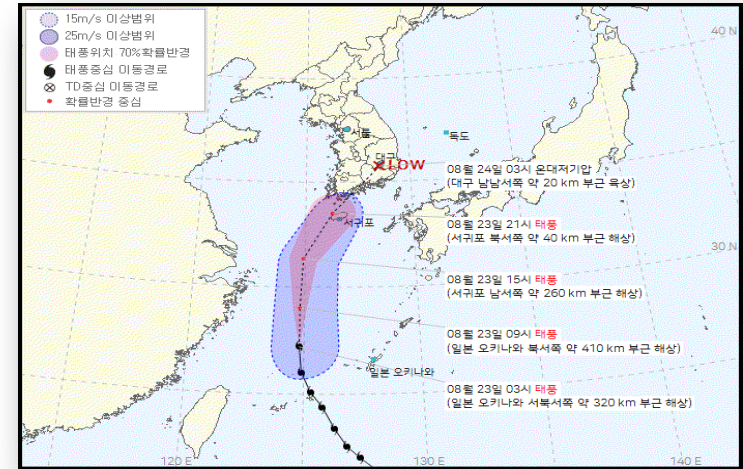 15m/s 이상범위
25m/s 이상범위
태풍위치 70%확률반경
태풍중심 이동경로
TD중심 이동경로
확률반경 중심
40 N
서울
독도
대구
LOW
08월 24일 03시 온대저기압
(대구 남남서쪽 약 20 km 부근 육상)
서귀포
08월 23일 21시 태풍
(서귀포 북서쪽 약 40 km 부근 해상)
30 N
08월 23일 15시 태풍
(서귀포 남서쪽 약 260 km 부근 해상)
08월 23일 09시 태풍
(일본 오키나와 북서쪽 약 410 km 부근 해상)
일본 오키나와
08월 23일 03시 태풍
(일본 오키나와 서북서쪽 약 320 km 부근 해상)
120 E
130 E
140 E